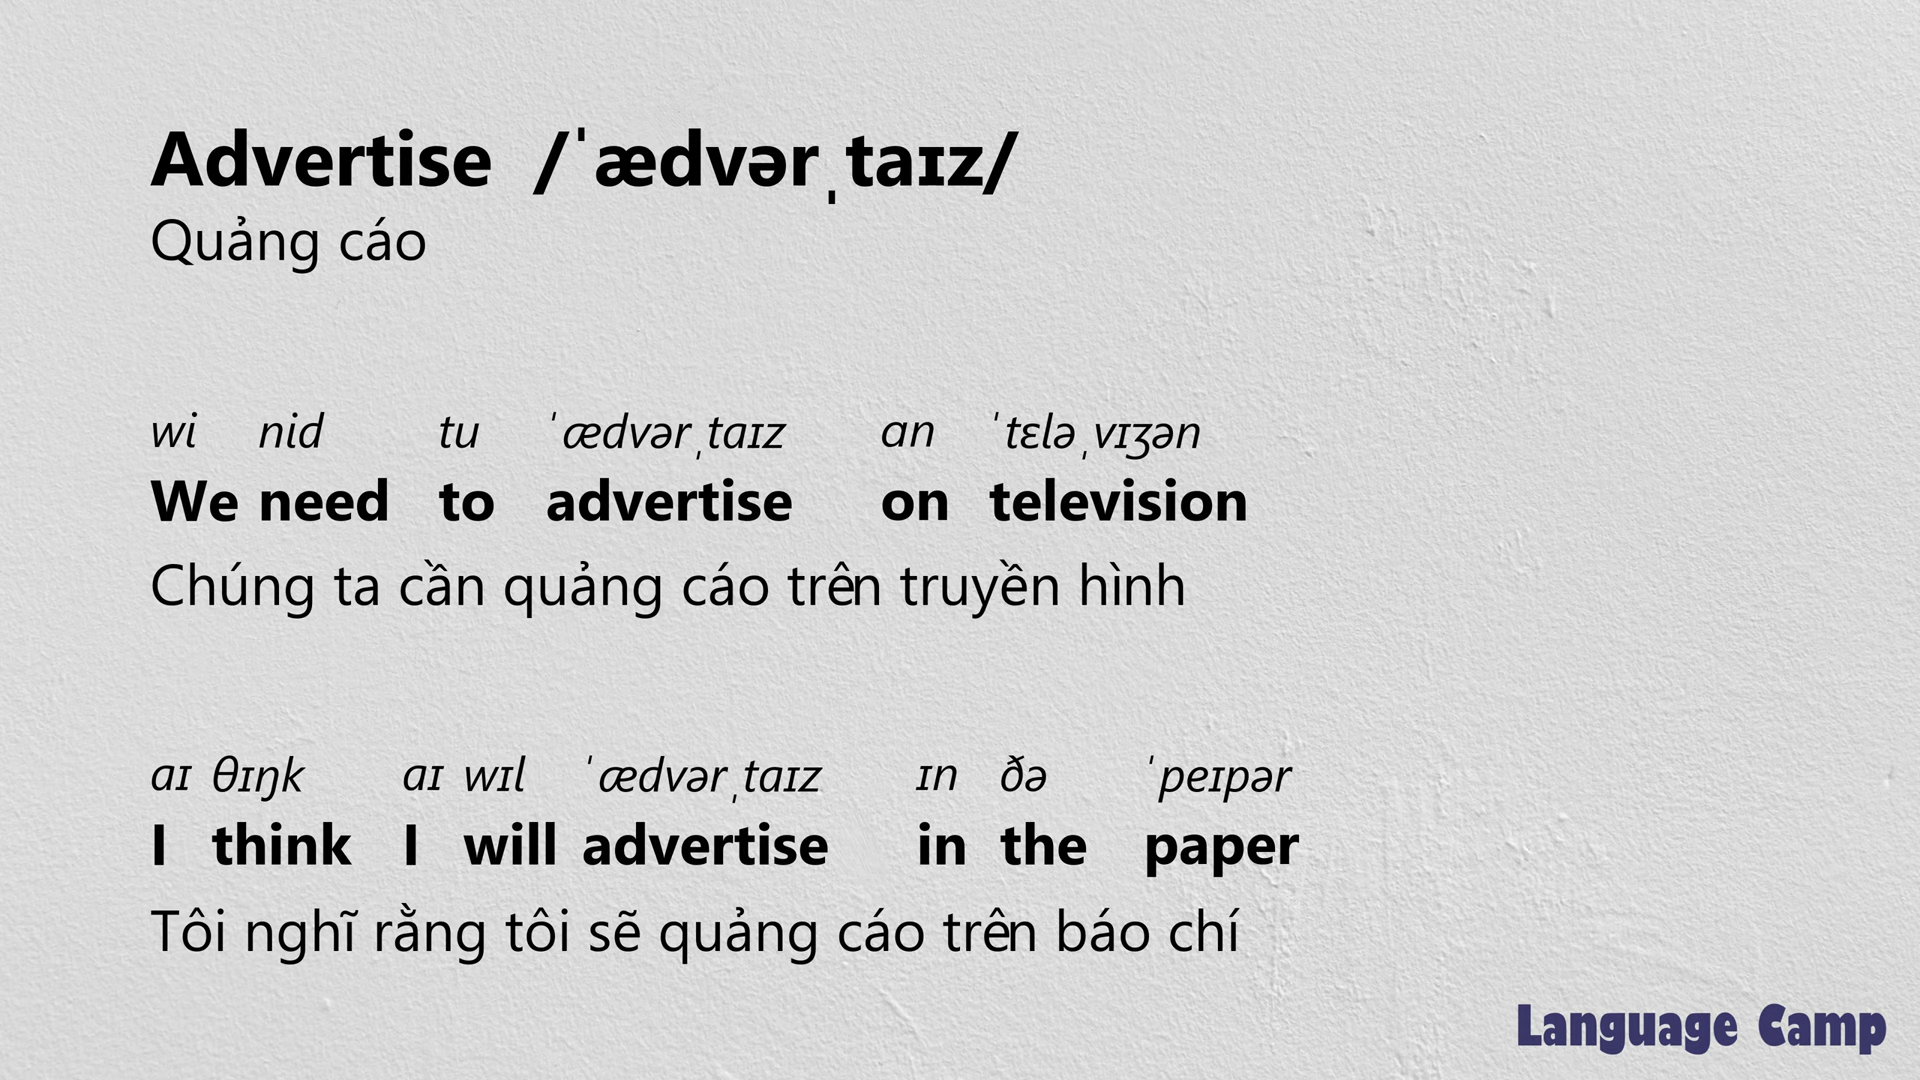 Advertise /ˈædvərˌtaɪz/
Quảng cáo
wi nid tu ˈædvərˌtaɪz ɑn ˈtɛləˌvɪʒən
We need to advertise on television
Chúng ta cần quảng cáo trên truyền hình
aɪ θɪŋk aɪ wɪl ˈædvərˌtaɪz ɪn ðə ˈpeɪpər
I think I will advertise in the paper
Tôi nghĩ rằng tôi sẽ quảng cáo trên báo chí
Language Camp